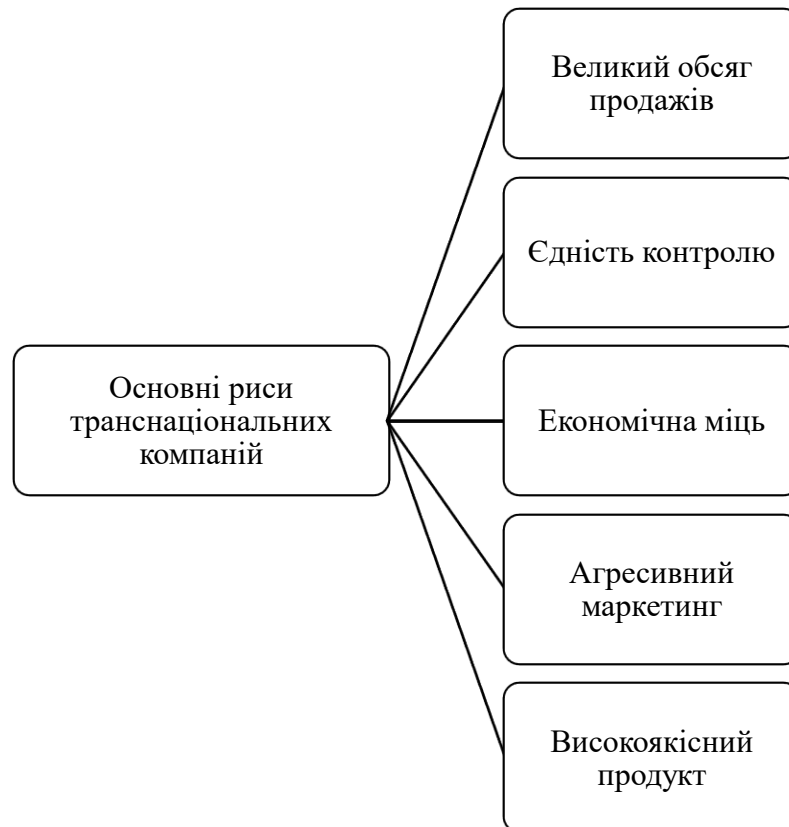 Великий обсяг
продажів
Єдність контролю
Основні риси
транснаціональних
компаній
Економічна міць
Агресивний
маркетинг
Високоякісний
продукт